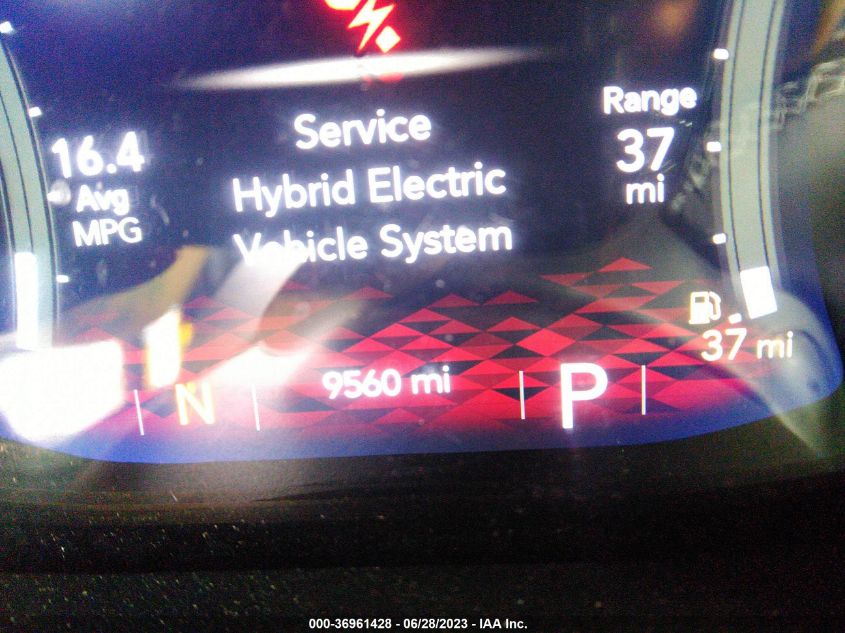 Service
Hybrid Electric
Vehicle System
16.4
Avg
MPG
Range
37
mi
37 mi
N
9560 mi
P
000-36961428 - 06/28/2023 - IAA Inc.